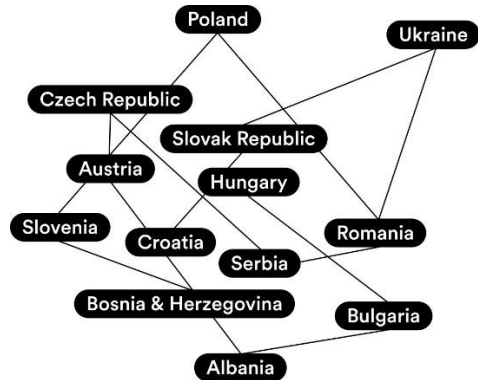 Poland
Ukraine
Czech Republic
Slovak Republic
Austria
Hungary
Slovenia
Croatia
Romania
Serbia
Bosnia & Herzegovina
Bulgaria
Albania